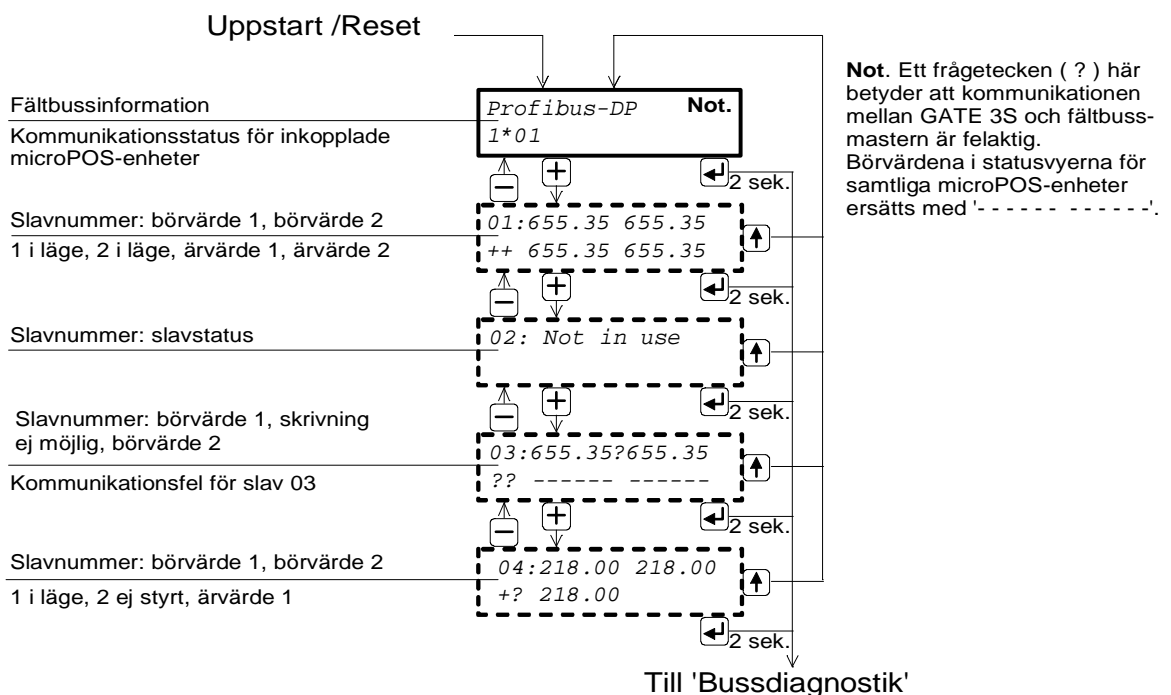 Uppstart /Reset
Not. Ett frågetecken ( ? ) här
betyder att kommunikationen
mellan GATE 3S och fältbuss-
mastern är felaktig.
Börvärdena i statusvyerna för
samtliga microPOS-enheter
ersätts med '- - - - - - - - - - - -'.
Fältbussinformation
Profibus-DP Not.
Kommunikationsstatus för inkopplade
microPOS-enheter
1*01
2 sek.
Slavnummer: börvärde 1, börvärde 2
01:655.35 655.35
1 i läge, 2 i läge, ärvärde 1, ärvärde 2
++ 655.35 655.35
2 sek.
Slavnummer: slavstatus
02: Not in use
2 sek.
Slavnummer: börvärde 1, skrivning
ej möjlig, börvärde 2
03:655.35?655.35
Kommunikationsfel för slav 03
?? ------ ------
2 sek.
Slavnummer: börvärde 1, börvärde 2
04:218.00 218.00
1 i läge, 2 ej styrt, ärvärde 1
+? 218.00
2 sek.
Till 'Bussdiagnostik'